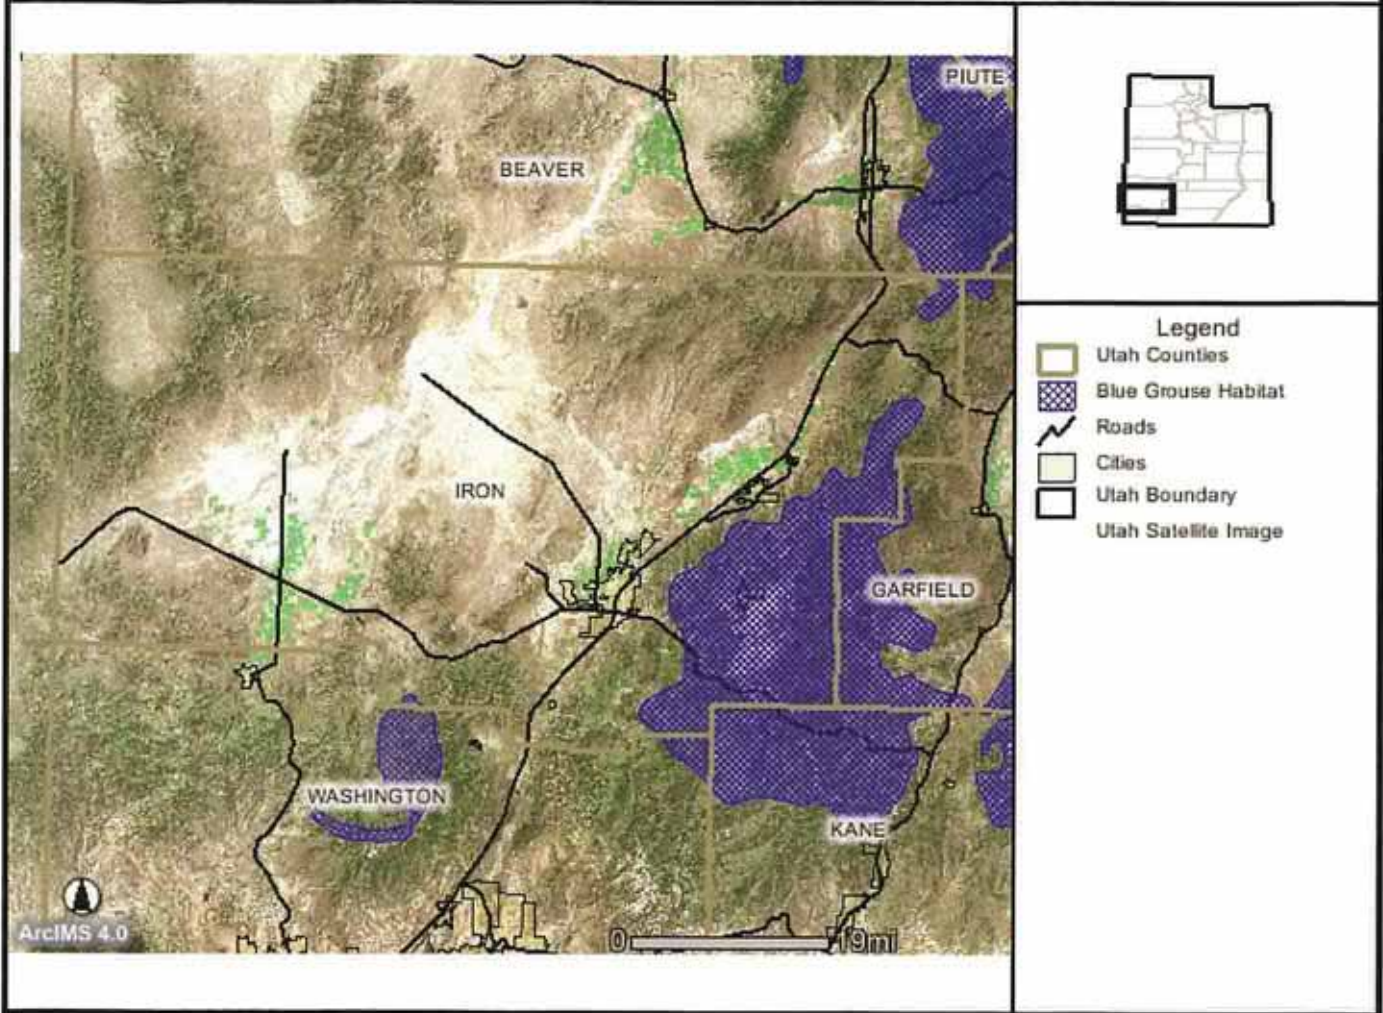 PIUTE
BEAVER
IRON
GARFIELD
WASHINGTON
KANE
ArcIMS 4.0
0 19mi
Legend
Utah Counties
Blue Grouse Habitat
Roads
Cities
Utah Boundary
Utah Satellite Image